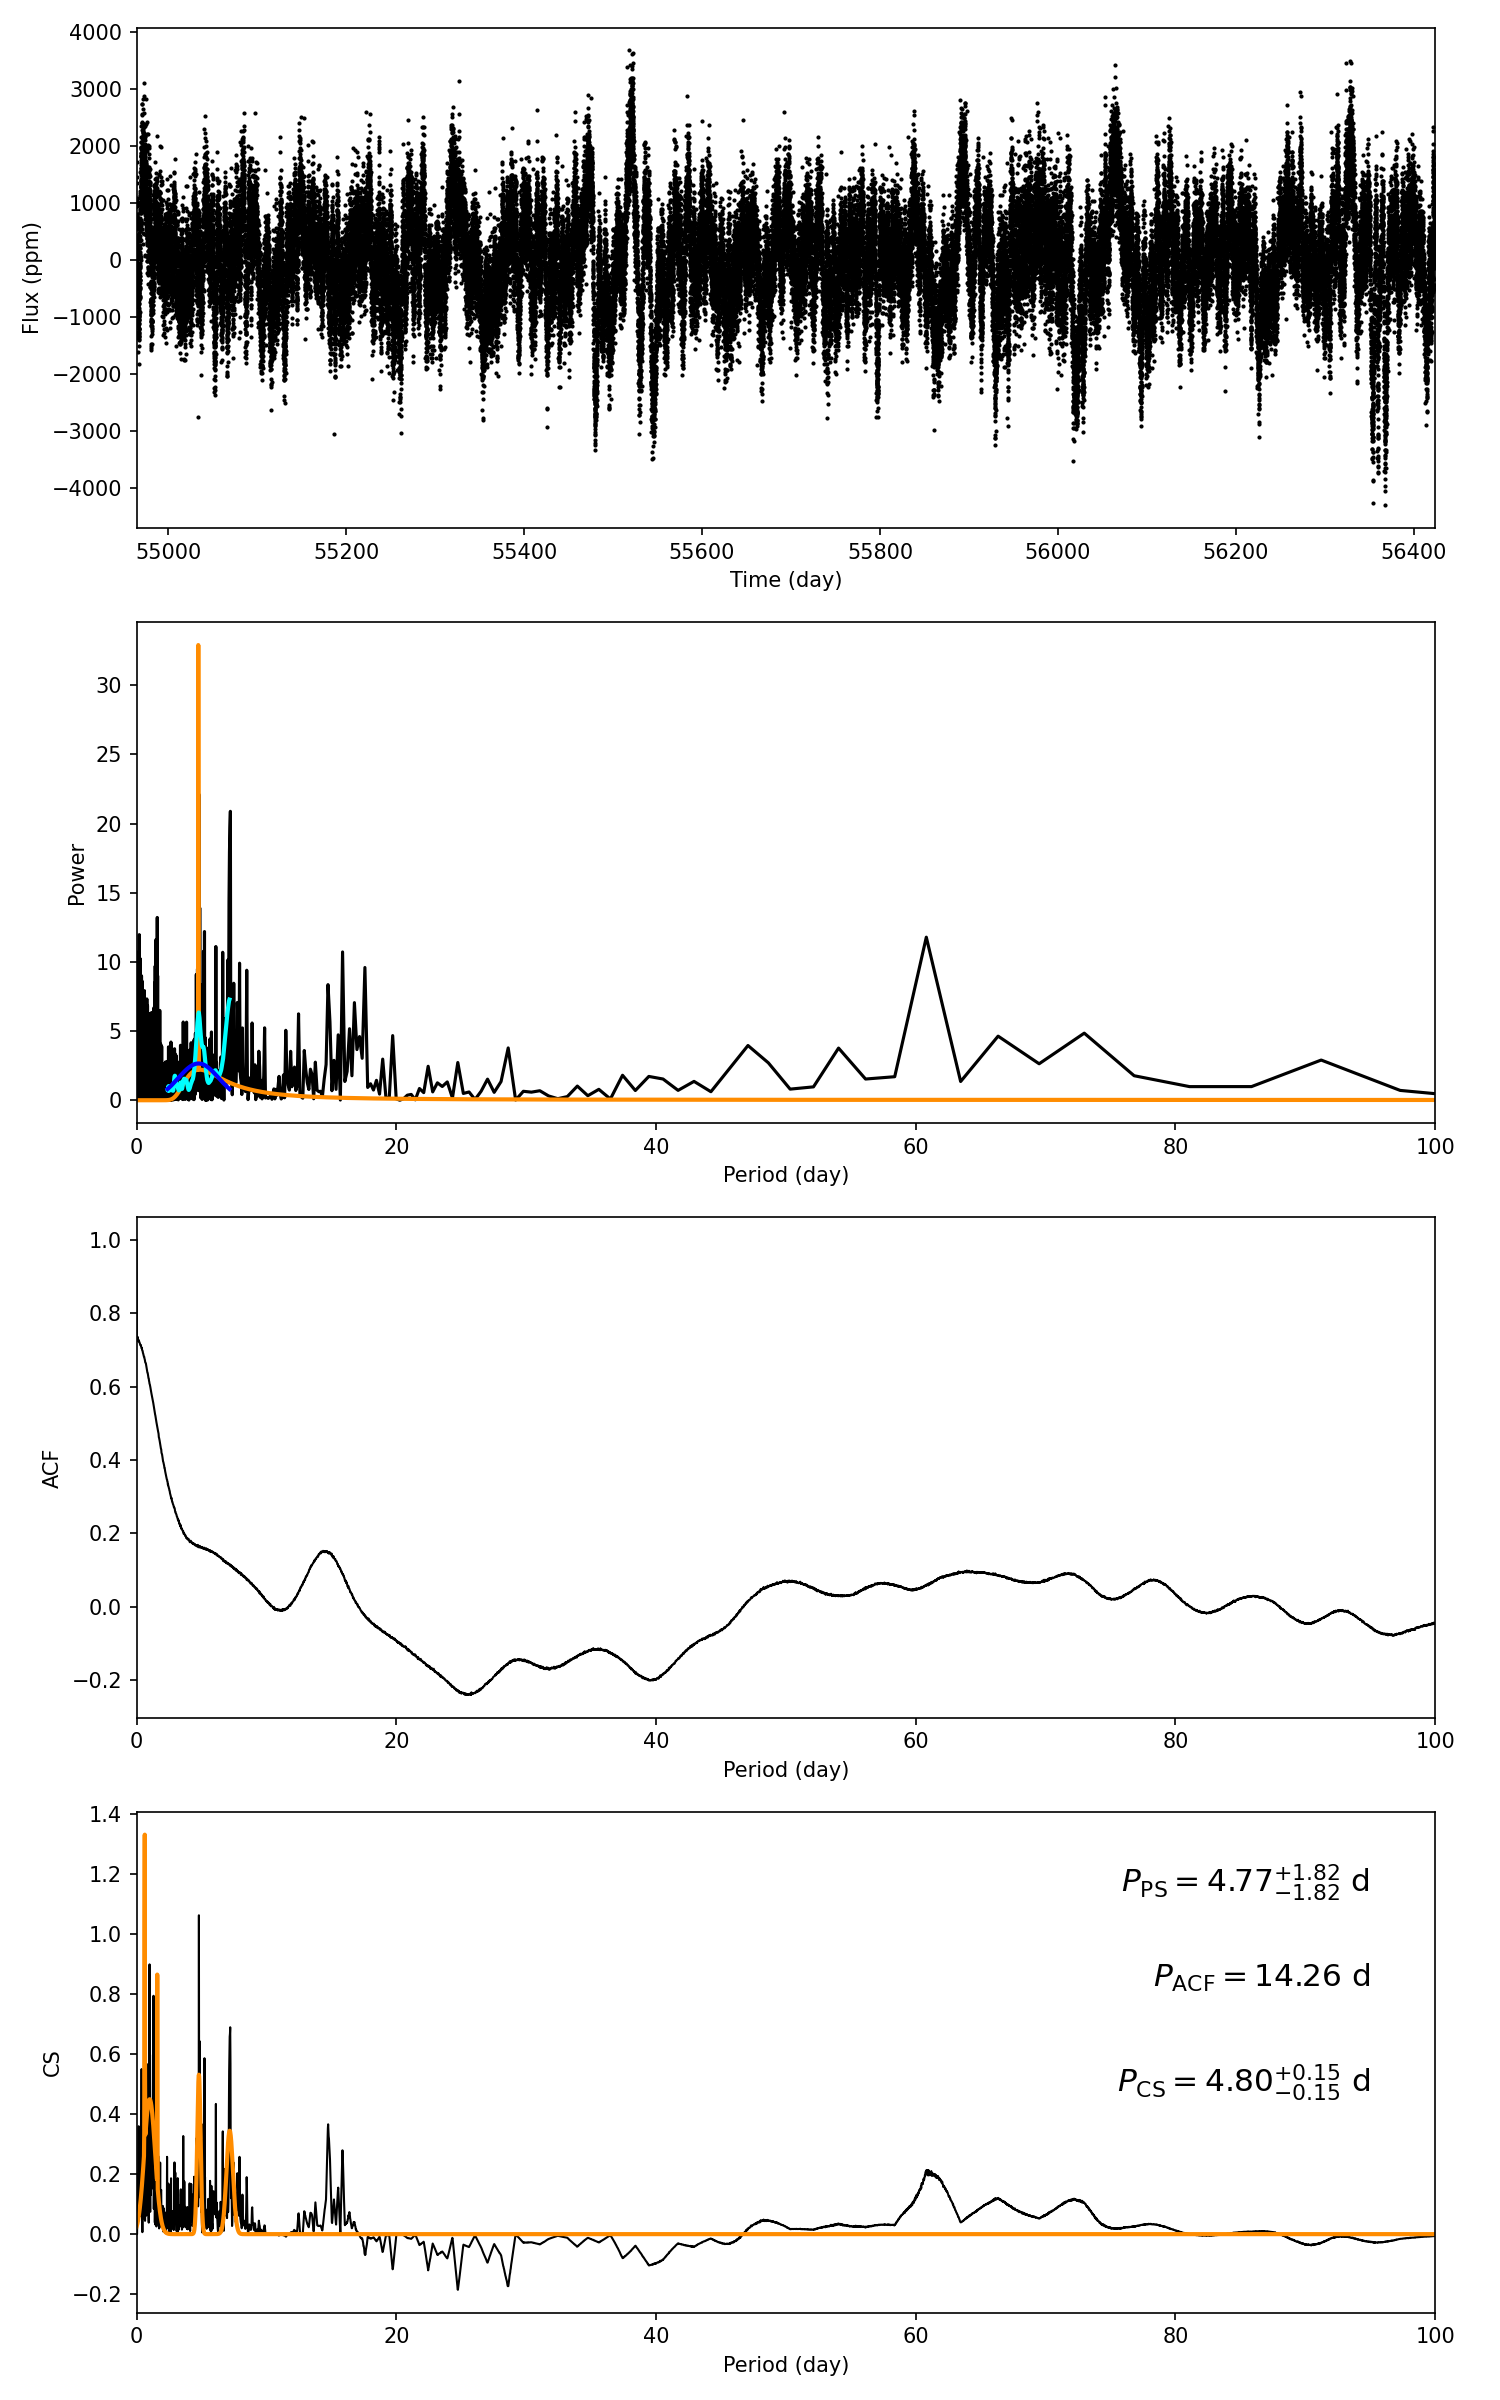 4000
3000
2000
1000
0
−1000
−2000
−3000
−4000
Flux (ppm)
55000 55200 55400 55600 55800 56000 56200 56400
Time (day)
30
25
20
15
10
5
0
Power
0 20 40 60 80 100
Period (day)
1.0
0.8
0.6
0.4
0.2
0.0
−0.2
ACF
0 20 40 60 80 100
Period (day)
1.4
1.2
1.0
0.8
0.6
0.4
0.2
0.0
−0.2
CS
P_PS = 4.77^{+1.82}_{−1.82} d
P_ACF = 14.26 d
P_CS = 4.80^{+0.15}_{−0.15} d
0 20 40 60 80 100
Period (day)